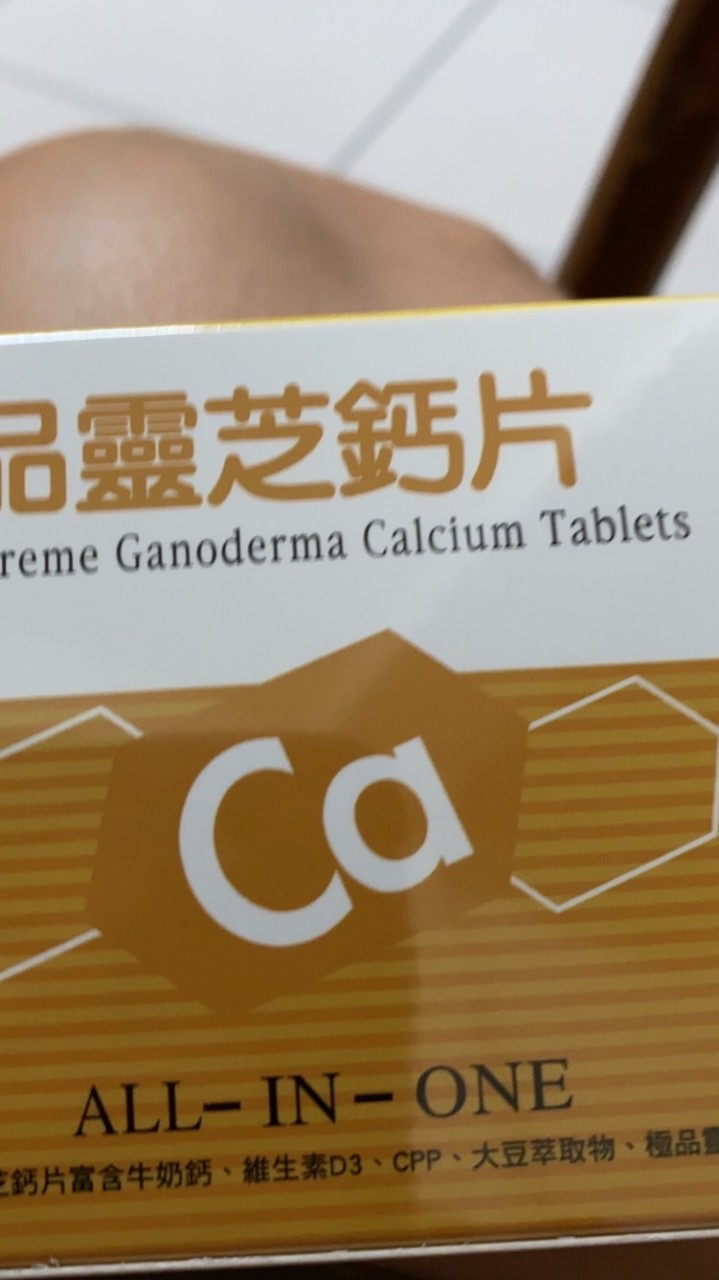 品靈芝鈣片
reme Ganoderma Calcium Tablets
Ca
ALL-IN-ONE
芝鈣片富含牛奶鈣、維生素D3、CPP、大豆萃取物、極品靈